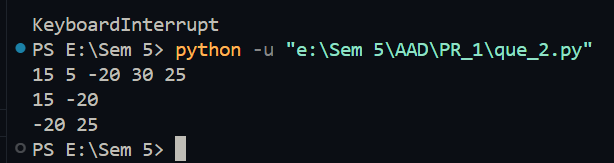 KeyboardInterrupt
PS E:\Sem 5> python -u "e:\Sem 5\AAD\PR_1\que_2.py"
15 5 -20 30 25
15 -20
-20 25
PS E:\Sem 5>